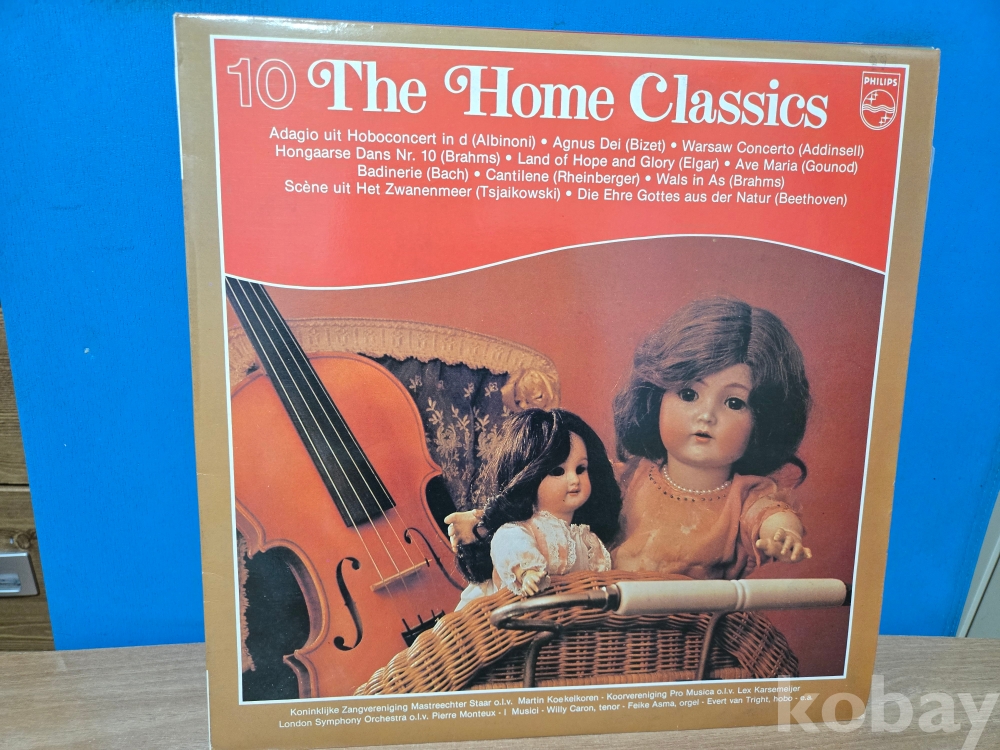 10 The Home Classics
PHILIPS
Adagio uit Hoboconcert in d (Albinoni) • Agnus Dei (Bizet) • Warsaw Concerto (Addinsell)
Hongaarse Dans Nr. 10 (Brahms) • Land of Hope and Glory (Elgar) • Ave Maria (Gounod)
Badinerie (Bach) • Cantilene (Rheinberger) • Wals in As (Brahms)
Scène uit Het Zwanenmeer (Tsjaikowski) • Die Ehre Gottes aus der Natur (Beethoven)
Koninklijke Zangvereniging Mastreechter Staar o.l.v. Martin Koekelkoren - Koorvereniging Pro Musica o.l.v. Lex Karsemeijer
London Symphony Orchestra o.l.v. Pierre Monteux - I Musici - Willy Caron, tenor - Feike Asma, orgel - Evert van Tright, hobo - e.a.
kobay